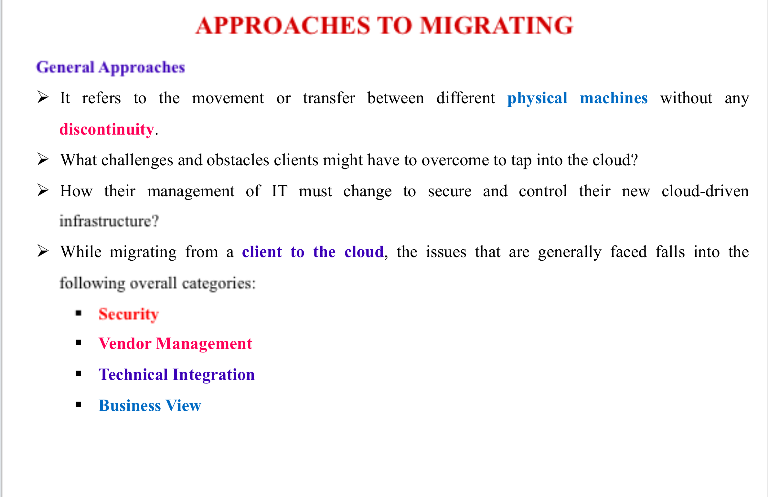 APPROACHES TO MIGRATING
General Approaches
➢ It refers to the movement or transfer between different physical machines without any
discontinuity.
➢ What challenges and obstacles clients might have to overcome to tap into the cloud?
➢ How their management of IT must change to secure and control their new cloud-driven
infrastructure?
➢ While migrating from a client to the cloud, the issues that are generally faced falls into the
following overall categories:
▪ Security
▪ Vendor Management
▪ Technical Integration
▪ Business View